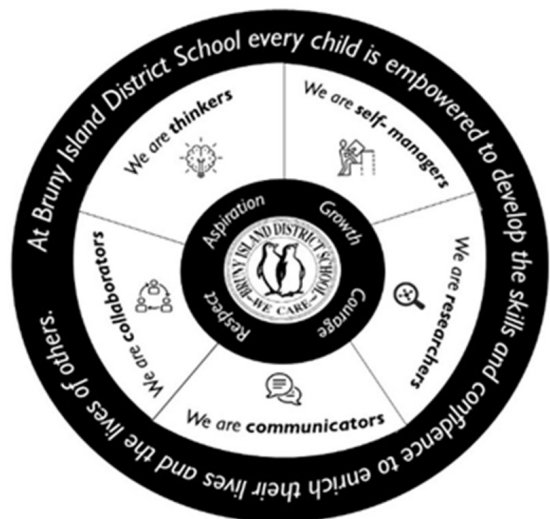 At Bruny Island District School every child is empowered to develop the skills and confidence to enrich their lives and the lives of others.
We are thinkers
We are self- managers
We are researchers
We are communicators
We are collaborators
Aspiration
Growth
Courage
Respect
BRUNY ISLAND DISTRICT SCHOOL
WE CARE